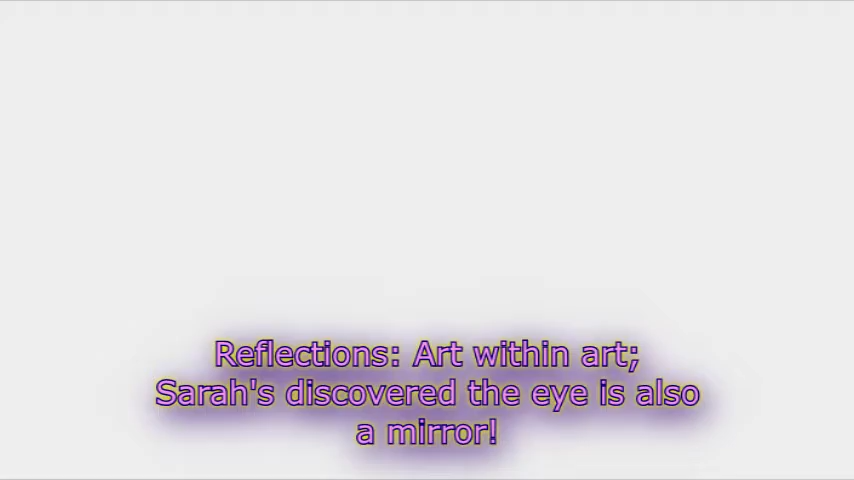 Reflections: Art within art;
Sarah's discovered the eye is also
a mirror!